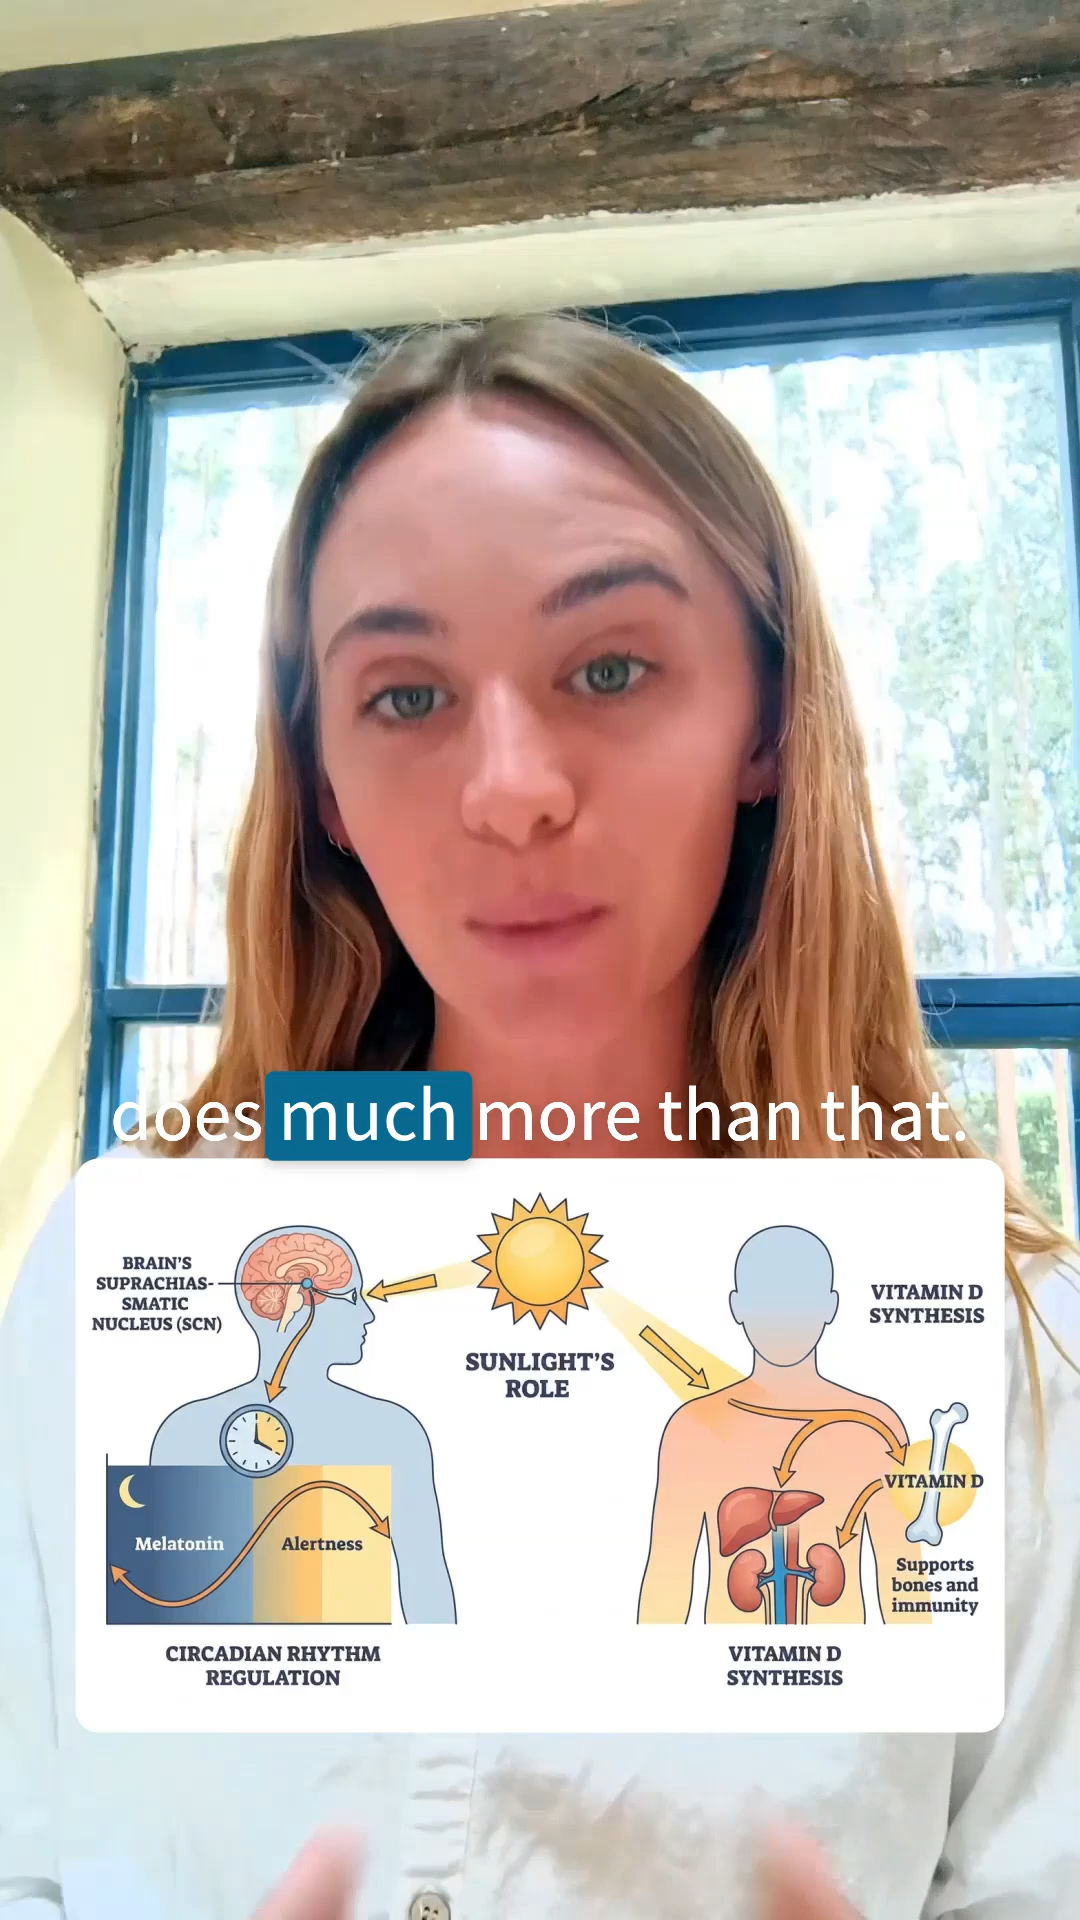 does much more than that.
BRAIN'S
SUPRACHIAS-
SMATIC
NUCLEUS (SCN)
SUNLIGHT'S
ROLE
VITAMIN D
SYNTHESIS
Melatonin
Alertness
VITAMIN D
Supports
bones and
immunity
CIRCADIAN RHYTHM
REGULATION
VITAMIN D
SYNTHESIS